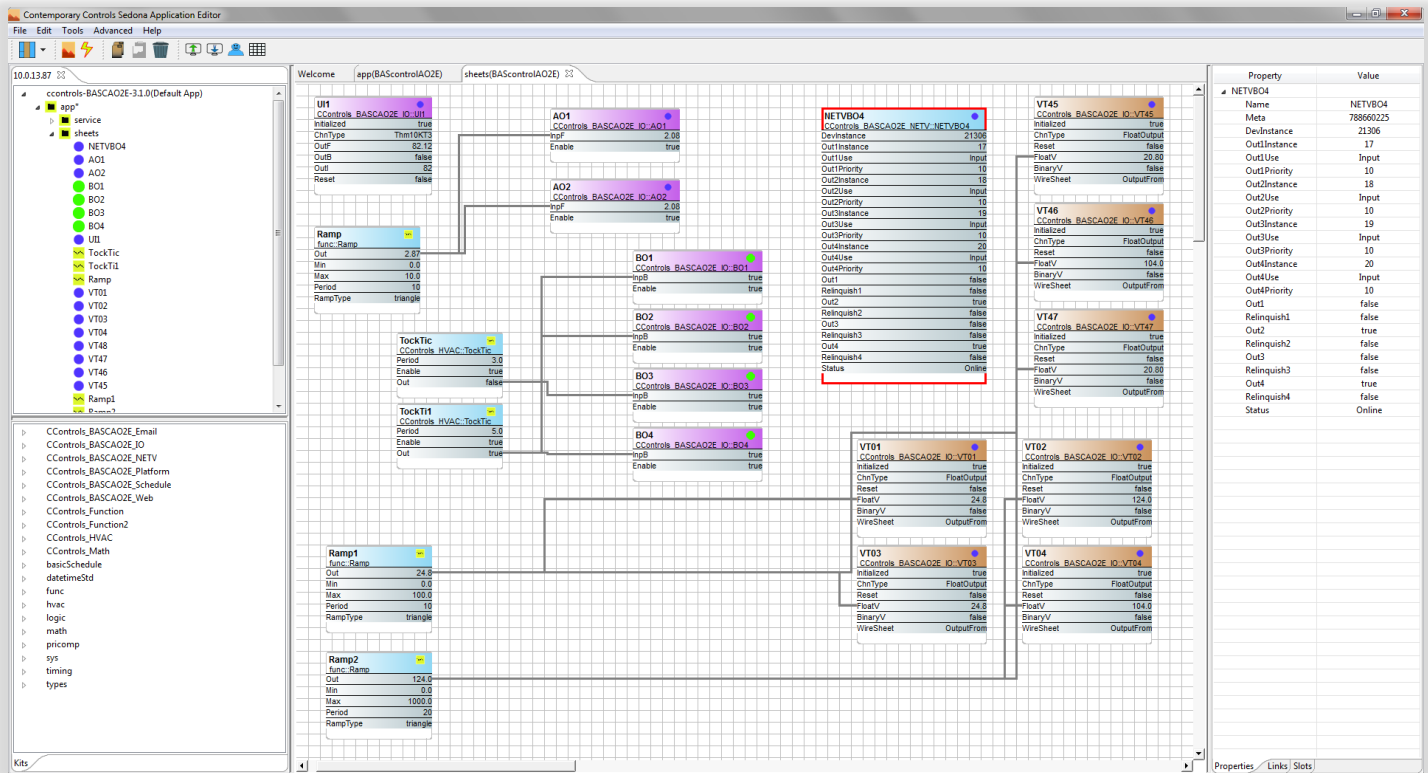 Contemporary Controls Sedona Application Editor
File Edit Tools Advanced Help
10.0.13.87
ccontrols-BASCAO2E-3.1.0(Default App)
app*
service
sheets
NETVBO4
AO1
AO2
BO1
BO2
BO3
BO4
UI1
TockTic
TockTi1
Ramp
VT01
VT02
VT03
VT04
VT48
VT47
VT46
VT45
Ramp1
Ramp2
CControls_BASCAO2E_Email
CControls_BASCAO2E_IO
CControls_BASCAO2E_NETV
CControls_BASCAO2E_Platform
CControls_BASCAO2E_Schedule
CControls_BASCAO2E_Web
CControls_Function
CControls_Function2
CControls_HVAC
CControls_Math
basicSchedule
datetimeStd
func
hvac
logic
math
pricomp
sys
timing
types
Kits
Welcome app(BAScontrolAO2E) sheets(BAScontrolAO2E)
UI1
CControls_BASCAO2E_IO::UI1
Initialized true
ChnType Thm10KT3
OutF 82.12
OutB false
OutI 82
Reset false
Ramp
func::Ramp
Out 2.87
Min 0.0
Max 10.0
Period 10
RampType triangle
AO1
CControls_BASCAO2E_IO::AO1
InpF 2.08
Enable true
AO2
CControls_BASCAO2E_IO::AO2
InpF 2.08
Enable true
TockTic
CControls_HVAC::TockTic
Period 3.0
Enable true
Out false
TockTi1
CControls_HVAC::TockTic
Period 5.0
Enable true
Out true
BO1
CControls_BASCAO2E_IO::BO1
InpB true
Enable true
BO2
CControls_BASCAO2E_IO::BO2
InpB true
Enable true
BO3
CControls_BASCAO2E_IO::BO3
InpB true
Enable true
BO4
CControls_BASCAO2E_IO::BO4
InpB true
Enable true
NETVBO4
CControls_BASCAO2E_NETV::NETVBO4
DevInstance 21306
Out1Instance 17
Out1Use Input
Out1Priority 10
Out2Instance 18
Out2Use Input
Out2Priority 10
Out3Instance 19
Out3Use Input
Out3Priority 10
Out4Instance 20
Out4Use Input
Out4Priority 10
Out1 false
Relinquish1 false
Out2 true
Relinquish2 false
Out3 false
Relinquish3 false
Out4 true
Relinquish4 false
Status Online
VT45
CControls_BASCAO2E_IO::VT45
Initialized true
ChnType FloatOutput
Reset false
FloatV 20.80
BinaryV false
WireSheet OutputFrom
VT46
CControls_BASCAO2E_IO::VT46
Initialized true
ChnType FloatOutput
Reset false
FloatV 104.0
BinaryV false
WireSheet OutputFrom
VT47
CControls_BASCAO2E_IO::VT47
Initialized true
ChnType FloatOutput
Reset false
FloatV 20.80
BinaryV false
WireSheet OutputFrom
VT01
CControls_BASCAO2E_IO::VT01
Initialized true
ChnType FloatOutput
Reset false
FloatV 24.8
BinaryV false
WireSheet OutputFrom
VT02
CControls_BASCAO2E_IO::VT02
Initialized true
ChnType FloatOutput
Reset false
FloatV 124.0
BinaryV false
WireSheet OutputFrom
VT03
CControls_BASCAO2E_IO::VT03
Initialized true
ChnType FloatOutput
Reset false
FloatV 24.8
BinaryV false
WireSheet OutputFrom
VT04
CControls_BASCAO2E_IO::VT04
Initialized true
ChnType FloatOutput
Reset false
FloatV 104.0
BinaryV false
WireSheet OutputFrom
Ramp1
func::Ramp
Out 24.8
Min 0.0
Max 100.0
Period 10
RampType triangle
Ramp2
func::Ramp
Out 124.0
Min 0.0
Max 1000.0
Period 20
RampType triangle
Property Value
NETVBO4
Name NETVBO4
Meta 788660225
DevInstance 21306
Out1Instance 17
Out1Use Input
Out1Priority 10
Out2Instance 18
Out2Use Input
Out2Priority 10
Out3Instance 19
Out3Use Input
Out3Priority 10
Out4Instance 20
Out4Use Input
Out4Priority 10
Out1 false
Relinquish1 false
Out2 true
Relinquish2 false
Out3 false
Relinquish3 false
Out4 true
Relinquish4 false
Status Online
Properties Links Slots